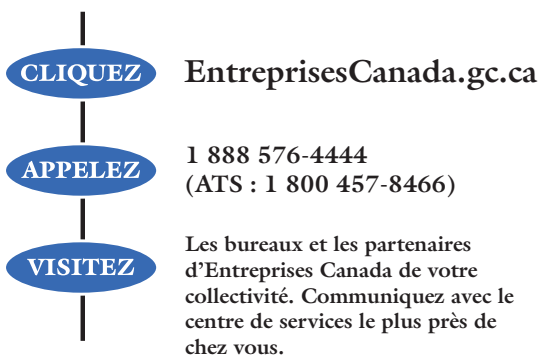 CLIQUEZ
EntreprisesCanada.gc.ca
APPELEZ
1 888 576-4444
(ATS : 1 800 457-8466)
VISITEZ
Les bureaux et les partenaires
d’Entreprises Canada de votre
collectivité. Communiquez avec le
centre de services le plus près de
chez vous.